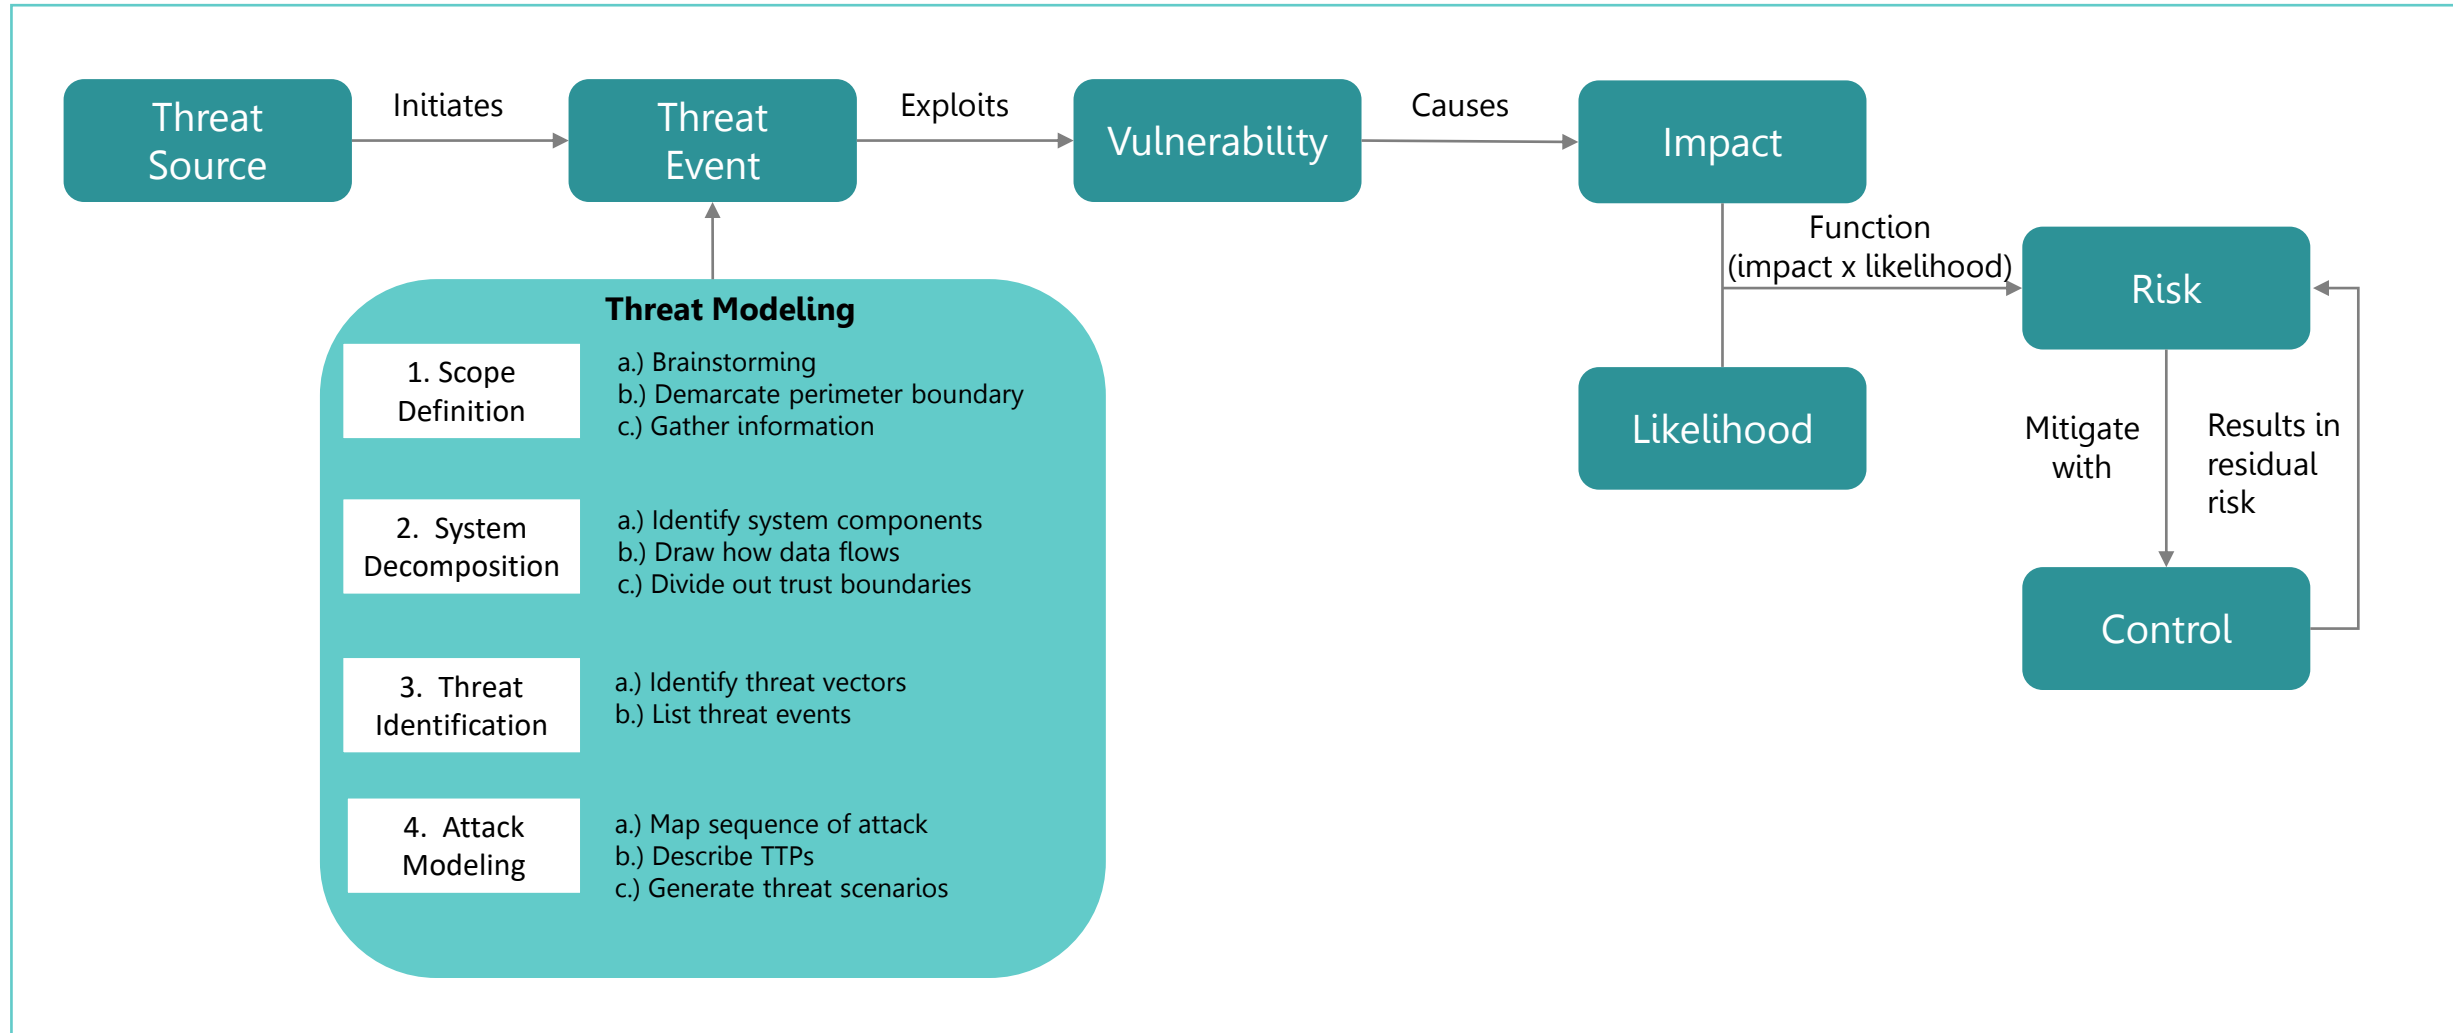 Threat
Source
Initiates
Threat
Event
Exploits
Vulnerability
Causes
Impact
Function
(impact x likelihood)
Risk
Likelihood
Mitigate
with
Results in
residual
risk
Control
Threat Modeling
1. Scope
Definition
a.) Brainstorming
b.) Demarcate perimeter boundary
c.) Gather information
2.  System
Decomposition
a.) Identify system components
b.) Draw how data flows
c.) Divide out trust boundaries
3.  Threat
Identification
a.) Identify threat vectors
b.) List threat events
4.  Attack
Modeling
a.) Map sequence of attack
b.) Describe TTPs
c.) Generate threat scenarios